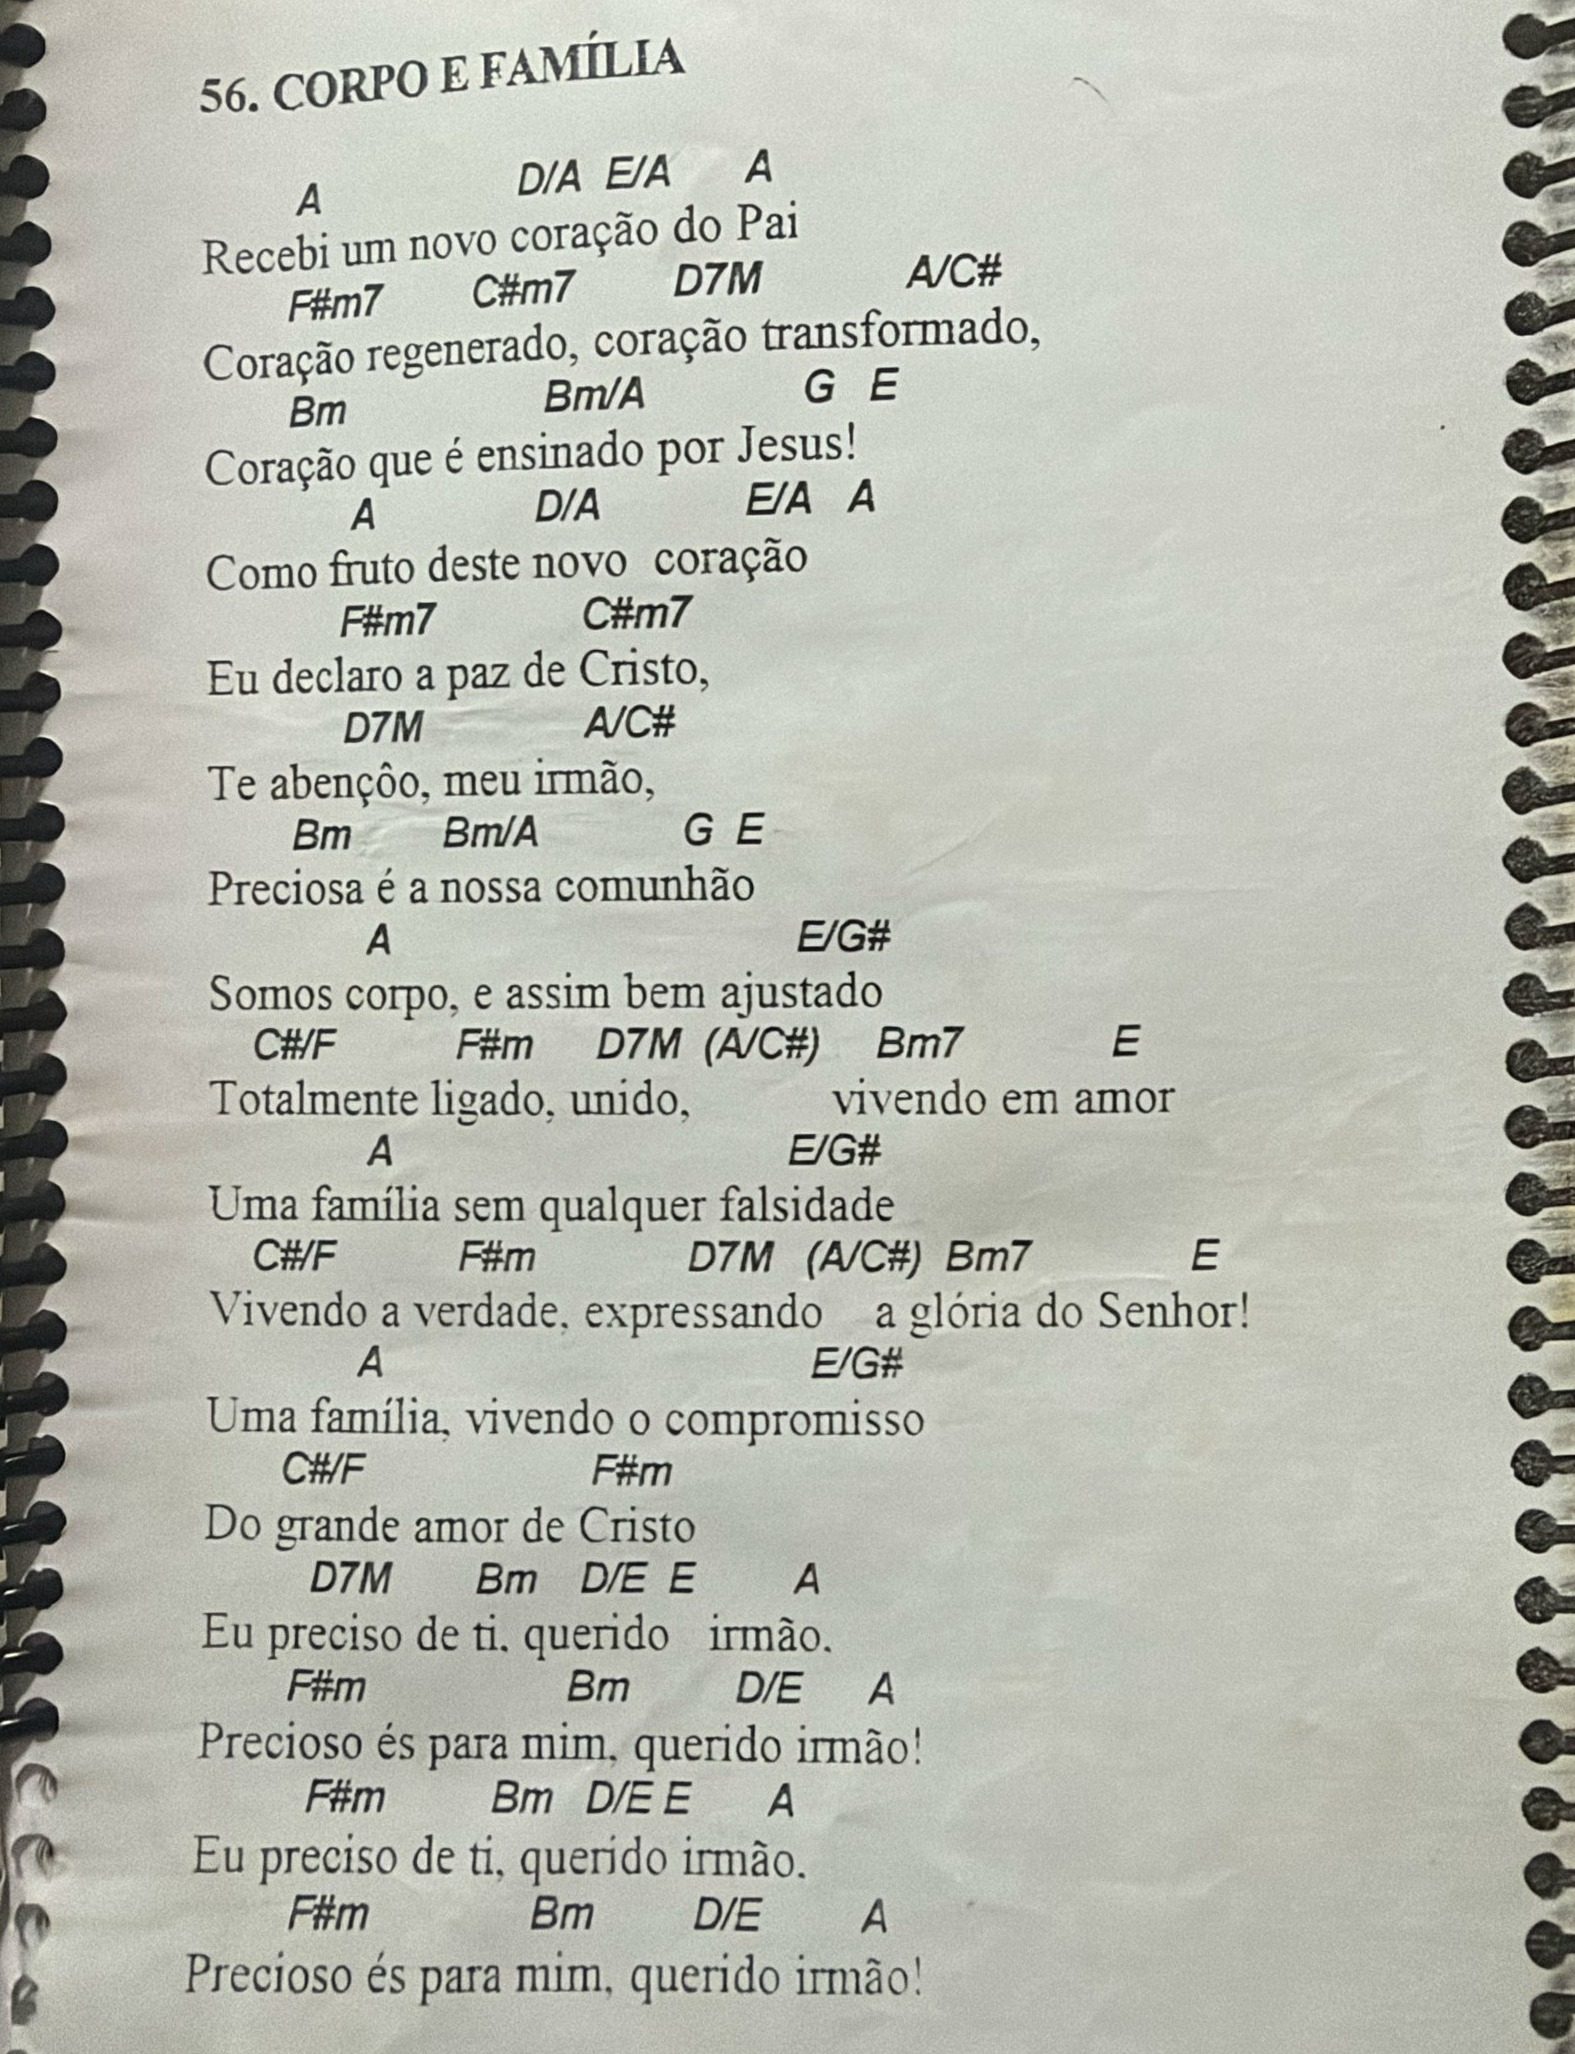 56. CORPO E FAMÍLIA
A D/A E/A A
Recebi um novo coração do Pai
F#m7 C#m7 D7M A/C#
Coração regenerado, coração transformado,
Bm Bm/A G E
Coração que é ensinado por Jesus!
A D/A E/A A
Como fruto deste novo coração
F#m7 C#m7
Eu declaro a paz de Cristo,
D7M A/C#
Te abençôo, meu irmão,
Bm Bm/A G E
Preciosa é a nossa comunhão
A E/G#
Somos corpo, e assim bem ajustado
C#/F F#m D7M (A/C#) Bm7 E
Totalmente ligado, unido, vivendo em amor
A E/G#
Uma família sem qualquer falsidade
C#/F F#m D7M (A/C#) Bm7 E
Vivendo a verdade, expressando a glória do Senhor!
A E/G#
Uma família, vivendo o compromisso
C#/F F#m
Do grande amor de Cristo
D7M Bm D/E E A
Eu preciso de ti, querido irmão.
F#m Bm D/E A
Precioso és para mim, querido irmão!
F#m Bm D/E E A
Eu preciso de ti, querido irmão.
F#m Bm D/E A
Precioso és para mim, querido irmão!